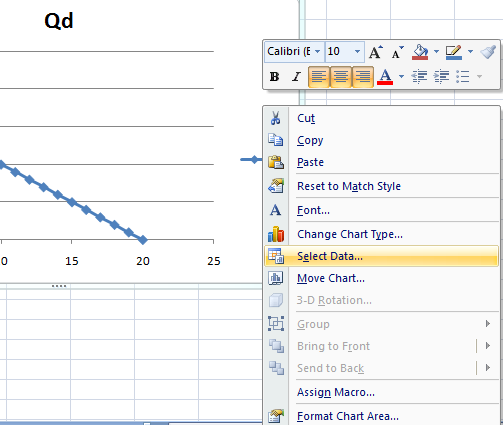 Qd
Calibri (E 10 A A
B I A
Cut
Copy
Paste
Reset to Match Style
A Font...
Change Chart Type...
Select Data...
Move Chart...
3-D Rotation...
Group
Bring to Front
Send to Back
Assign Macro...
Format Chart Area...
0 15 20 25